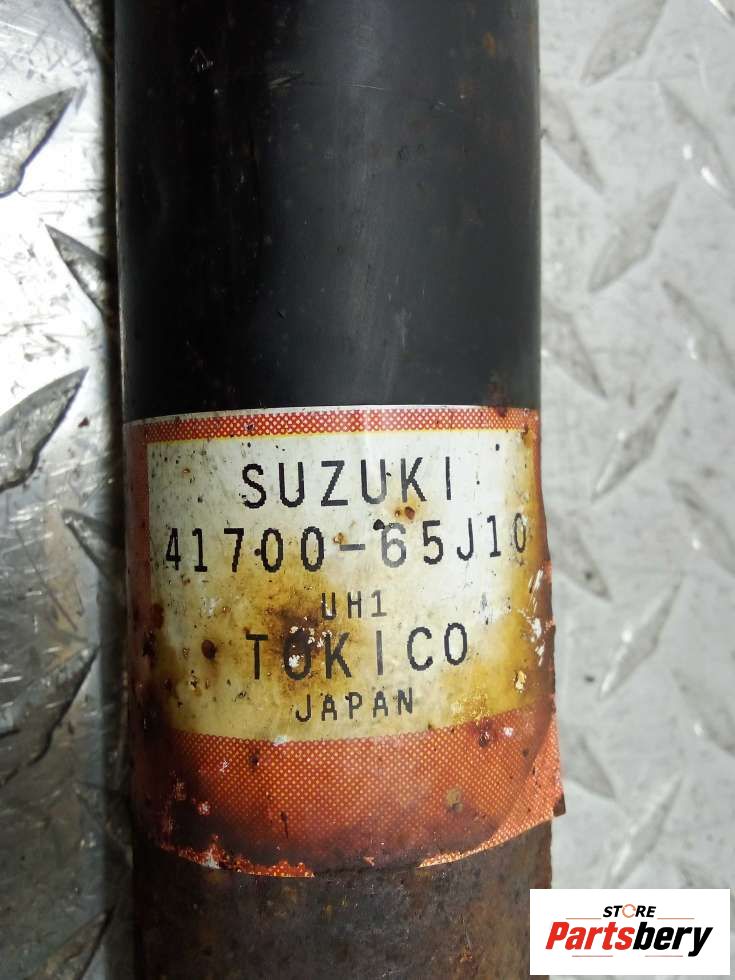 SUZUKI
41700-65J10
UH1
TOKICO
JAPAN
STORE
Partsbery